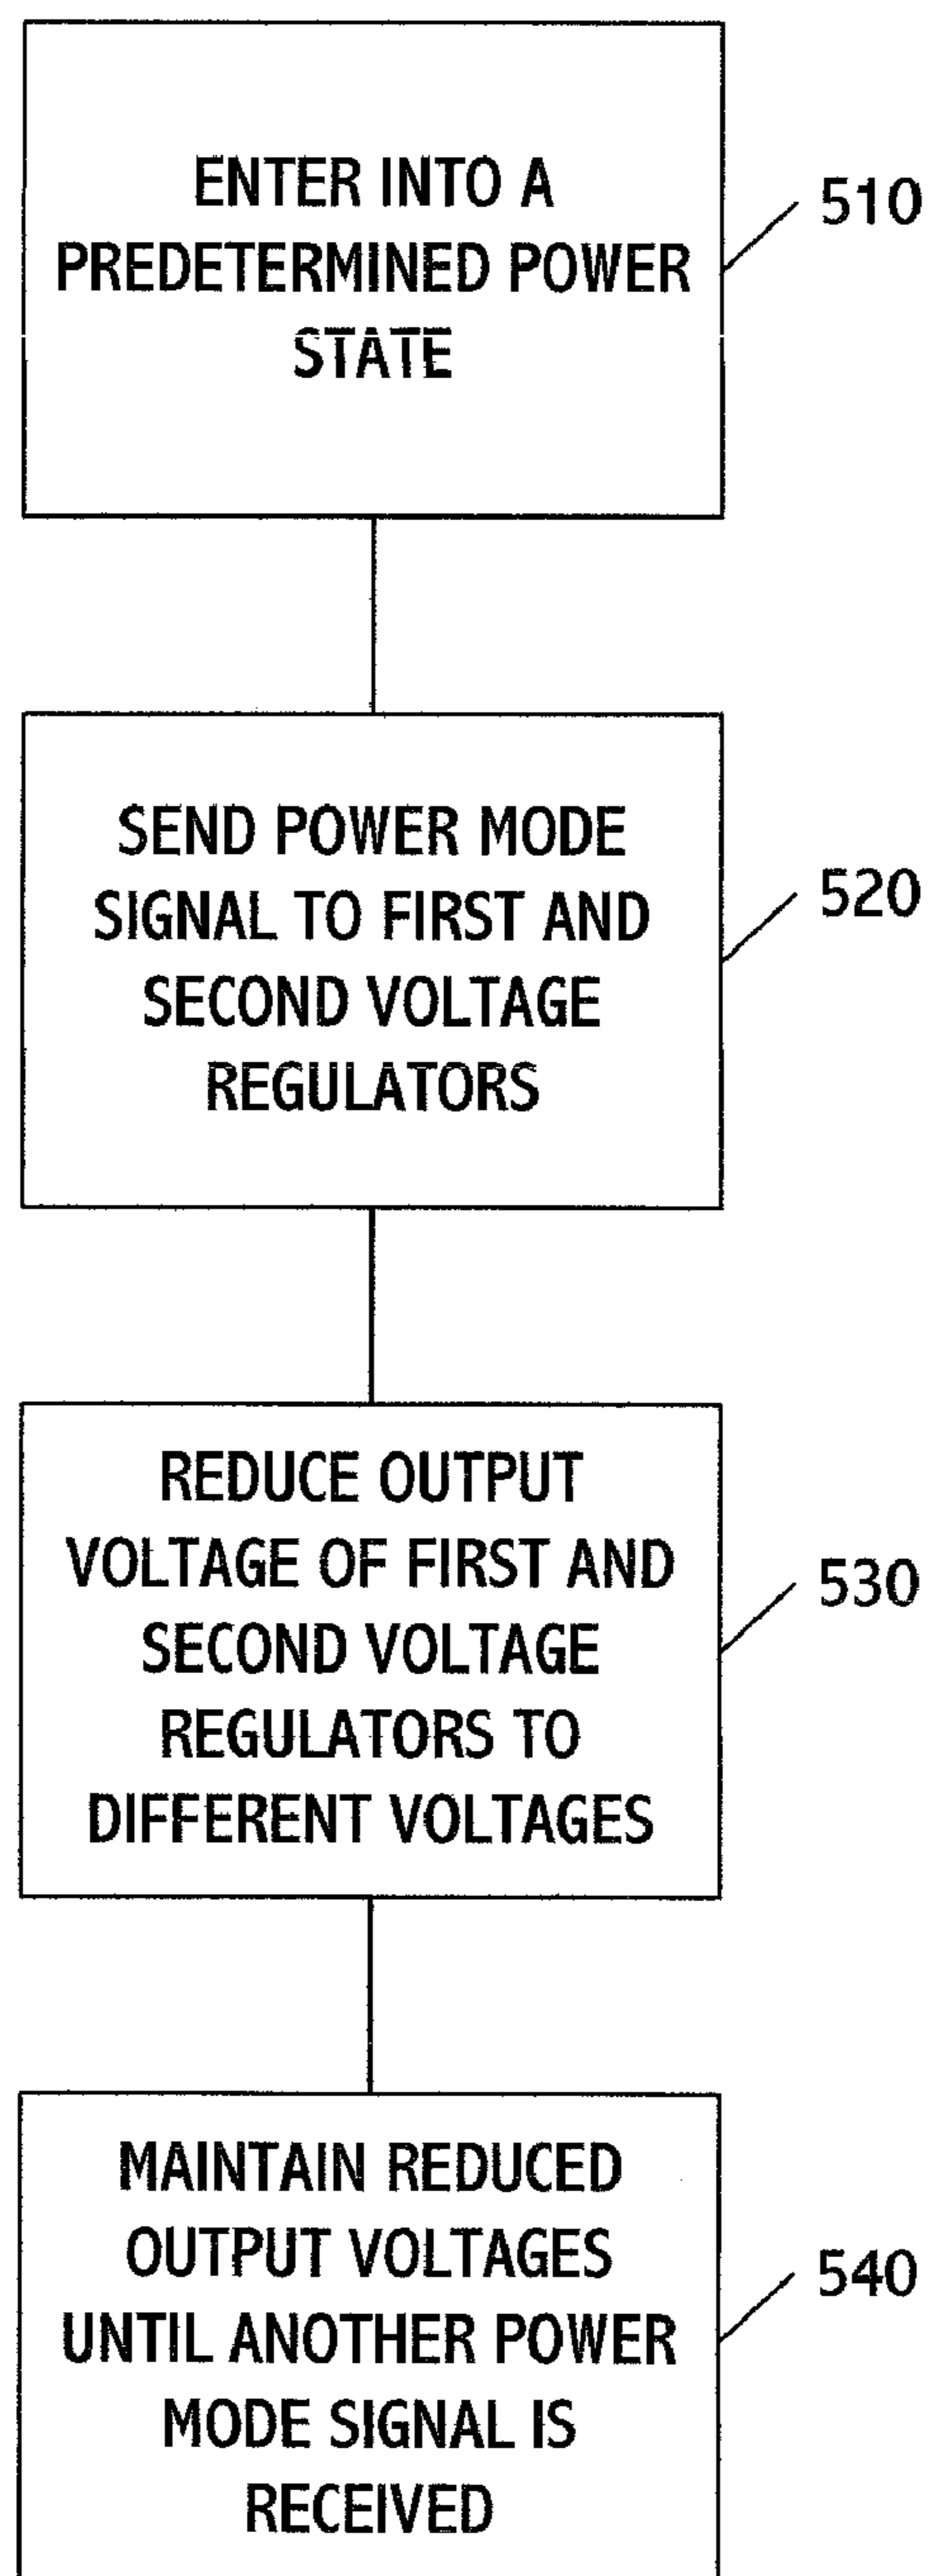 ENTER INTO A
PREDETERMINED POWER
STATE
510
SEND POWER MODE
SIGNAL TO FIRST AND
SECOND VOLTAGE
REGULATORS
520
REDUCE OUTPUT
VOLTAGE OF FIRST AND
SECOND VOLTAGE
REGULATORS TO
DIFFERENT VOLTAGES
530
MAINTAIN REDUCED
OUTPUT VOLTAGES
UNTIL ANOTHER POWER
MODE SIGNAL IS
RECEIVED
540